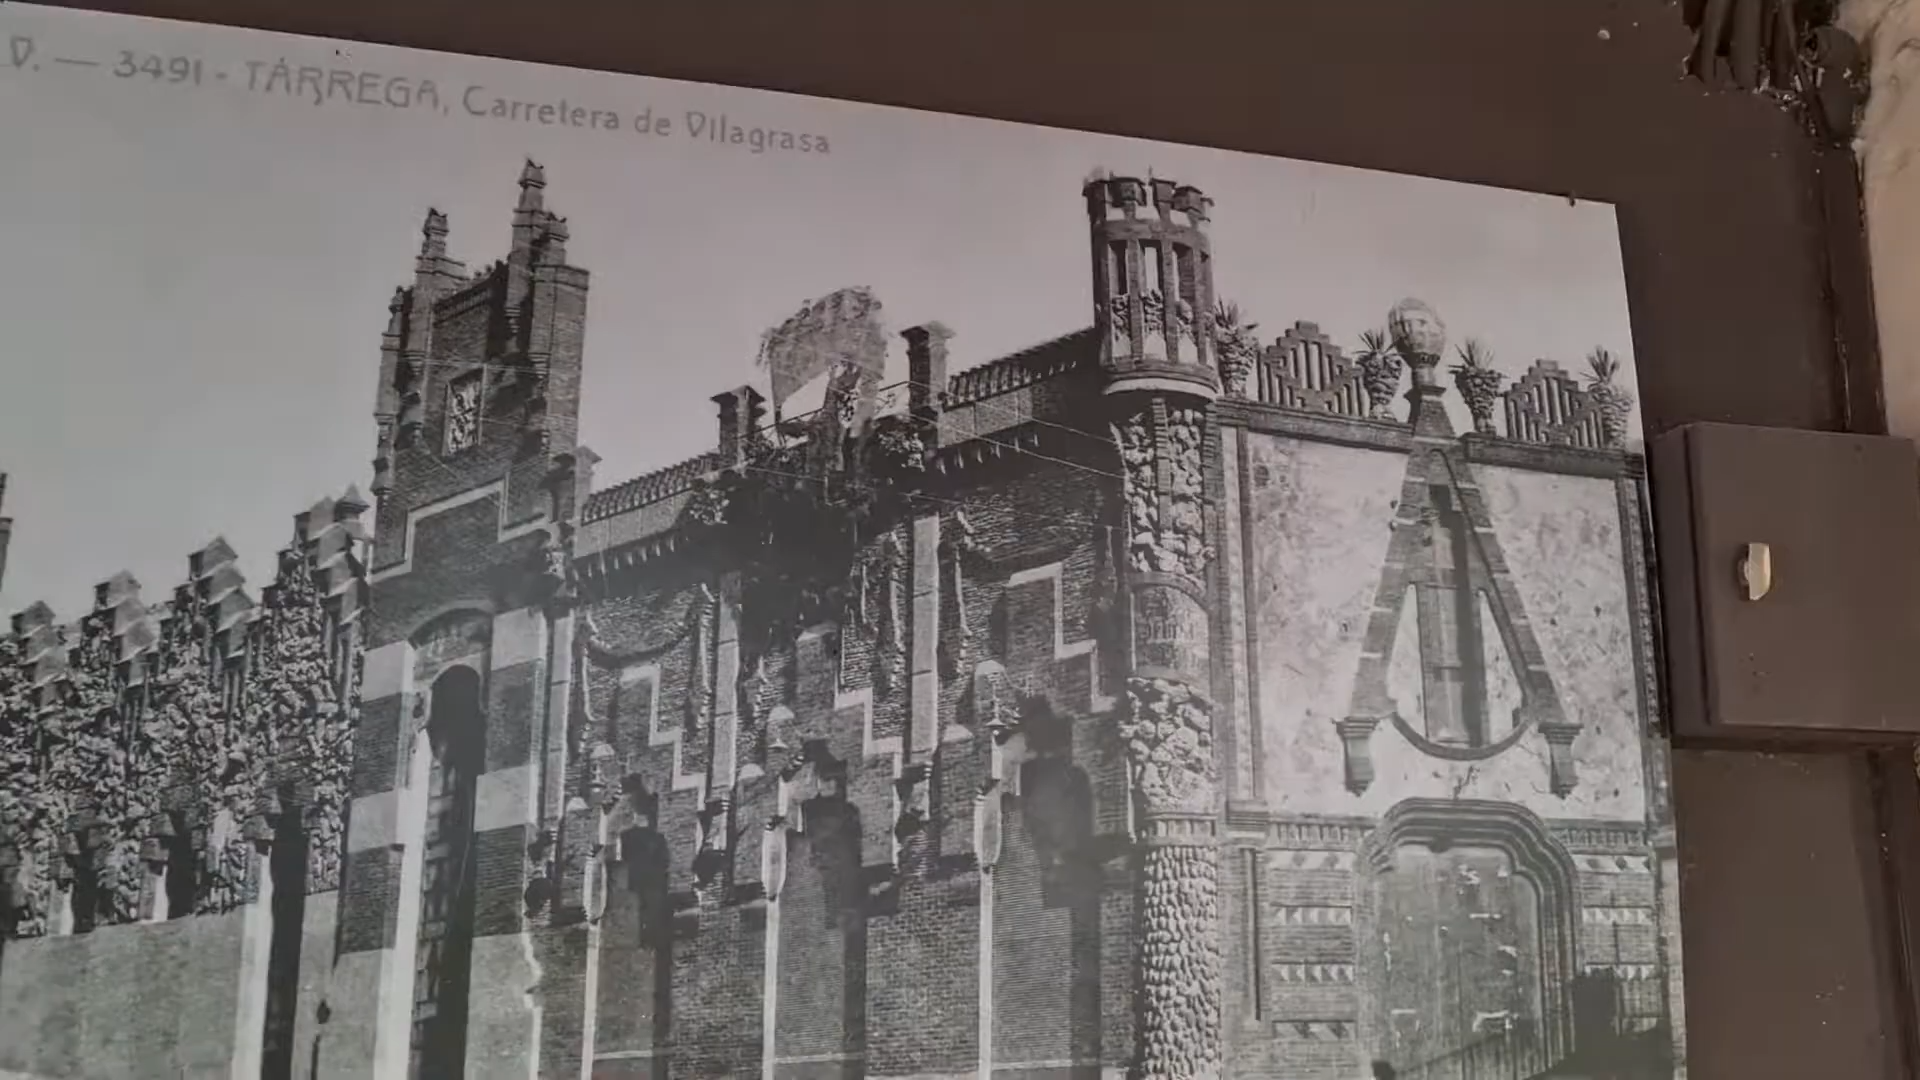 V. — 3491 - TÁRREGA, Carretera de Vilagrasa